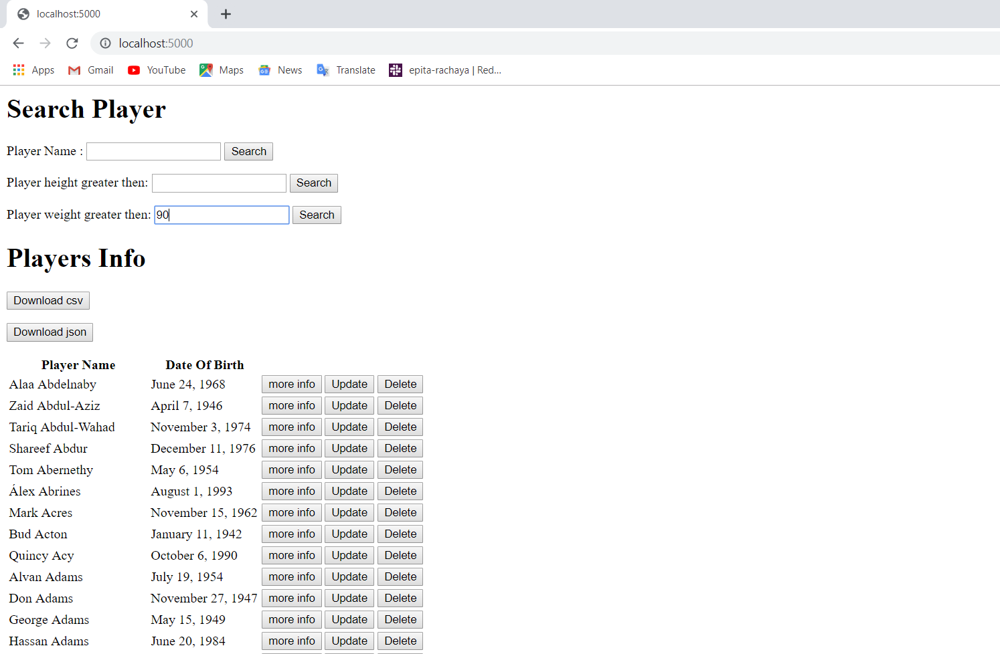 localhost:5000
localhost:5000
Apps Gmail YouTube Maps News Translate epita-rachaya | Red...
Search Player
Player Name : Search
Player height greater then: Search
Player weight greater then: 90 Search
Players Info
Download csv
Download json
Player Name Date Of Birth
Alaa Abdelnaby June 24, 1968 more info Update Delete
Zaid Abdul-Aziz April 7, 1946 more info Update Delete
Tariq Abdul-Wahad November 3, 1974 more info Update Delete
Shareef Abdur December 11, 1976 more info Update Delete
Tom Abernethy May 6, 1954 more info Update Delete
Álex Abrines August 1, 1993 more info Update Delete
Mark Acres November 15, 1962 more info Update Delete
Bud Acton January 11, 1942 more info Update Delete
Quincy Acy October 6, 1990 more info Update Delete
Alvan Adams July 19, 1954 more info Update Delete
Don Adams November 27, 1947 more info Update Delete
George Adams May 15, 1949 more info Update Delete
Hassan Adams June 20, 1984 more info Update Delete